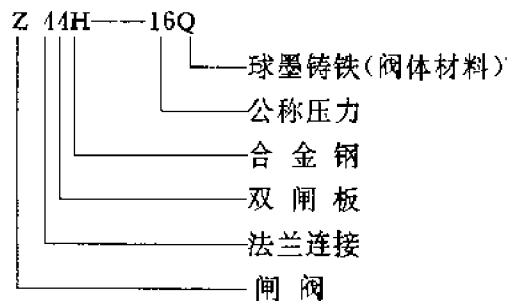 Z 44H——16Q
球墨铸铁(阀体材料)
公称压力
合金钢
双闸板
法兰连接
闸阀